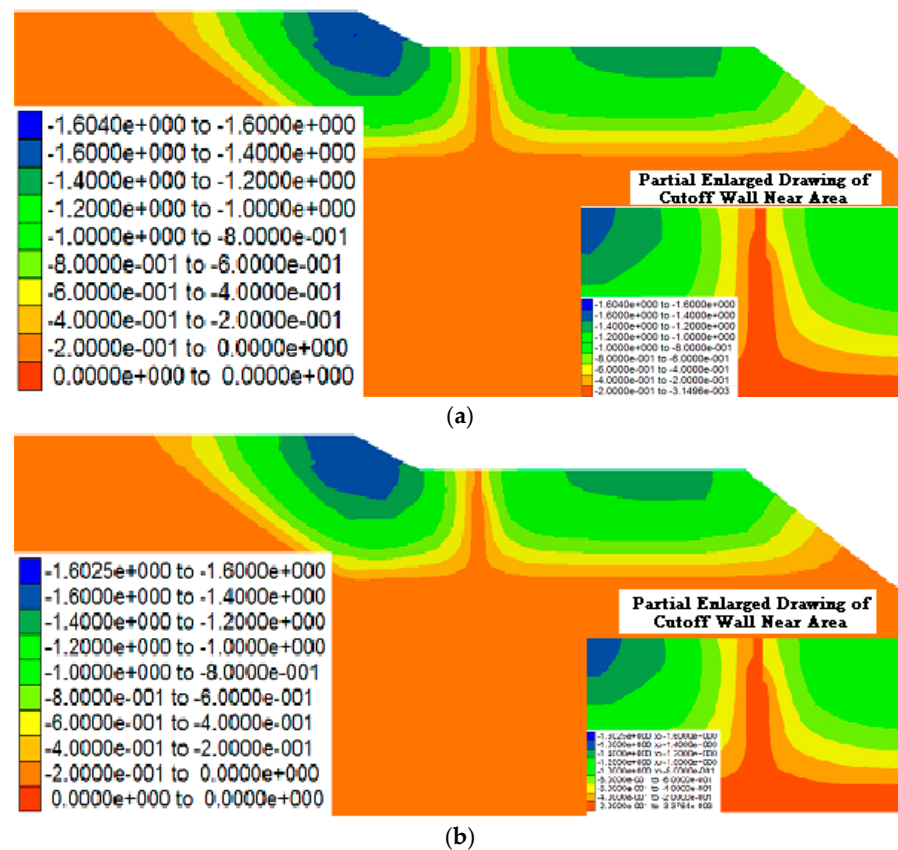 -1.6040e+000 to -1.6000e+000
-1.6000e+000 to -1.4000e+000
-1.4000e+000 to -1.2000e+000
-1.2000e+000 to -1.0000e+000
-1.0000e+000 to -8.0000e-001
-8.0000e-001 to -6.0000e-001
-6.0000e-001 to -4.0000e-001
-4.0000e-001 to -2.0000e-001
-2.0000e-001 to 0.0000e+000
0.0000e+000 to 0.0000e+000
Partial Enlarged Drawing of
Cutoff Wall Near Area
-1.6040e+000 to -1.6000e+000
-1.6000e+000 to -1.4000e+000
-1.4000e+000 to -1.2000e+000
-1.2000e+000 to -1.0000e+000
-1.0000e+000 to -8.0000e-001
-8.0000e-001 to -6.0000e-001
-6.0000e-001 to -4.0000e-001
-4.0000e-001 to -2.0000e-001
-2.0000e-001 to -3.1496e-003
(a)
-1.6025e+000 to -1.6000e+000
-1.6000e+000 to -1.4000e+000
-1.4000e+000 to -1.2000e+000
-1.2000e+000 to -1.0000e+000
-1.0000e+000 to -8.0000e-001
-8.0000e-001 to -6.0000e-001
-6.0000e-001 to -4.0000e-001
-4.0000e-001 to -2.0000e-001
-2.0000e-001 to 0.0000e+000
0.0000e+000 to 0.0000e+000
Partial Enlarged Drawing of
Cutoff Wall Near Area
(b)